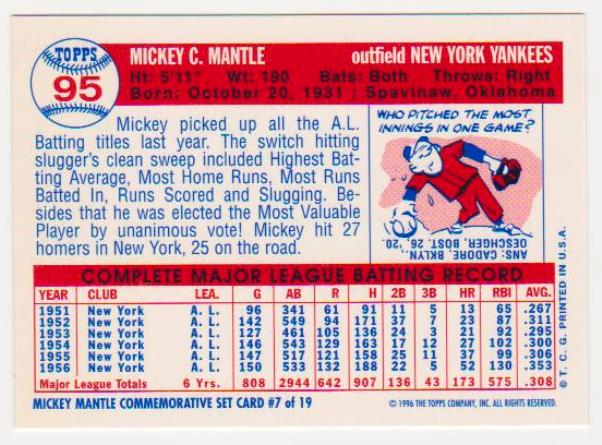 TOPPS
95
MICKEY C. MANTLE
outfield NEW YORK YANKEES
Ht: 5'11" Wt: 190 Bats: Both Throws: Right
Born: October 20, 1931: Spavinaw, Oklahoma
Mickey picked up all the A.L.
Batting titles last year. The switch hitting
slugger's clean sweep included Highest Bat-
ting Average, Most Home Runs, Most Runs
Batted In, Runs Scored and Slugging. Be-
sides that he was elected the Most Valuable
Player by unanimous vote! Mickey hit 27
homers in New York, 25 on the road.
WHO PITCHED THE MOST
INNINGS IN ONE GAME?
ANS: CADORE, BKLYN.,
OESCHGER, BOST. 26, '20.
COMPLETE MAJOR LEAGUE BATTING RECORD
YEAR CLUB LEA. G AB R H 2B 3B HR RBI AVG.
1951 New York A. L. 96 341 61 91 11 5 13 65 .267
1952 New York A. L. 142 549 94 171 37 7 23 87 .311
1953 New York A. L. 127 461 105 136 24 3 21 92 .295
1954 New York A. L. 146 543 129 163 17 12 27 102 .300
1955 New York A. L. 147 517 121 158 25 11 37 99 .306
1956 New York A. L. 150 533 132 188 22 5 52 130 .353
Major League Totals 6 Yrs. 808 2944 642 907 136 43 173 575 .308
MICKEY MANTLE COMMEMORATIVE SET CARD #7 of 19
© 1996 THE TOPPS COMPANY, INC. ALL RIGHTS RESERVED.
© T. C. G. PRINTED IN U.S.A.